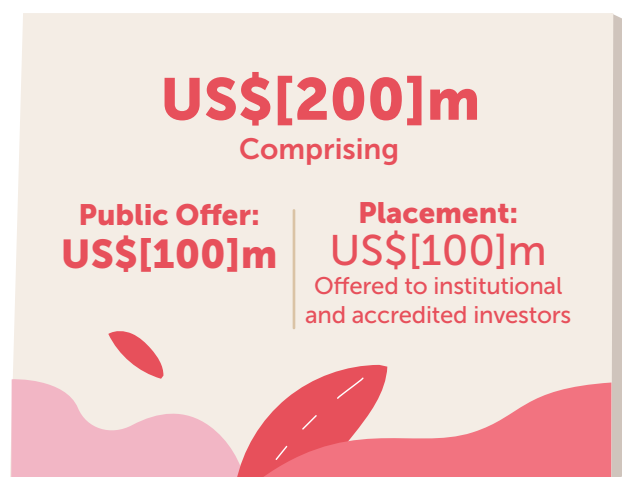 US$[200]m
Comprising
Public Offer:
US$[100]m
Placement:
US$[100]m
Offered to institutional
and accredited investors